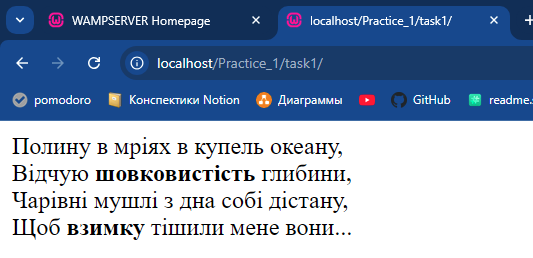 WAMPSERVER Homepage
localhost/Practice_1/task1/
localhost/Practice_1/task1/
pomodoro
Конспекти Notion
Диаграммы
GitHub
readme.
Полину в мріях в купель океану,
Відчую шовковистість глибини,
Чарівні мушлі з дна собі дістану,
Щоб взимку тішили мене вони...